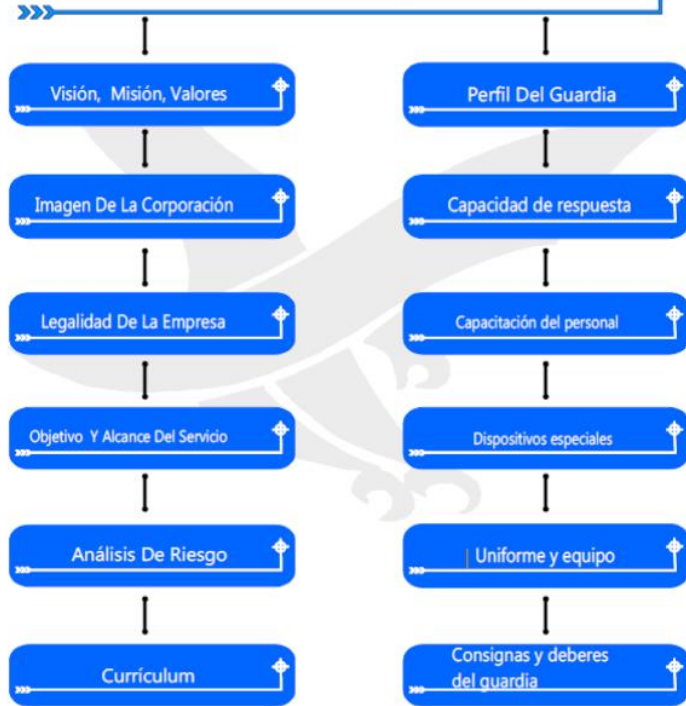 Visión, Misión, Valores
Imagen De La Corporación
Legalidad De La Empresa
Objetivo Y Alcance Del Servicio
Análisis De Riesgo
Currículum
Perfil Del Guardia
Capacidad de respuesta
Capacitación del personal
Dispositivos especiales
Uniforme y equipo
Consignas y deberes
del guardia